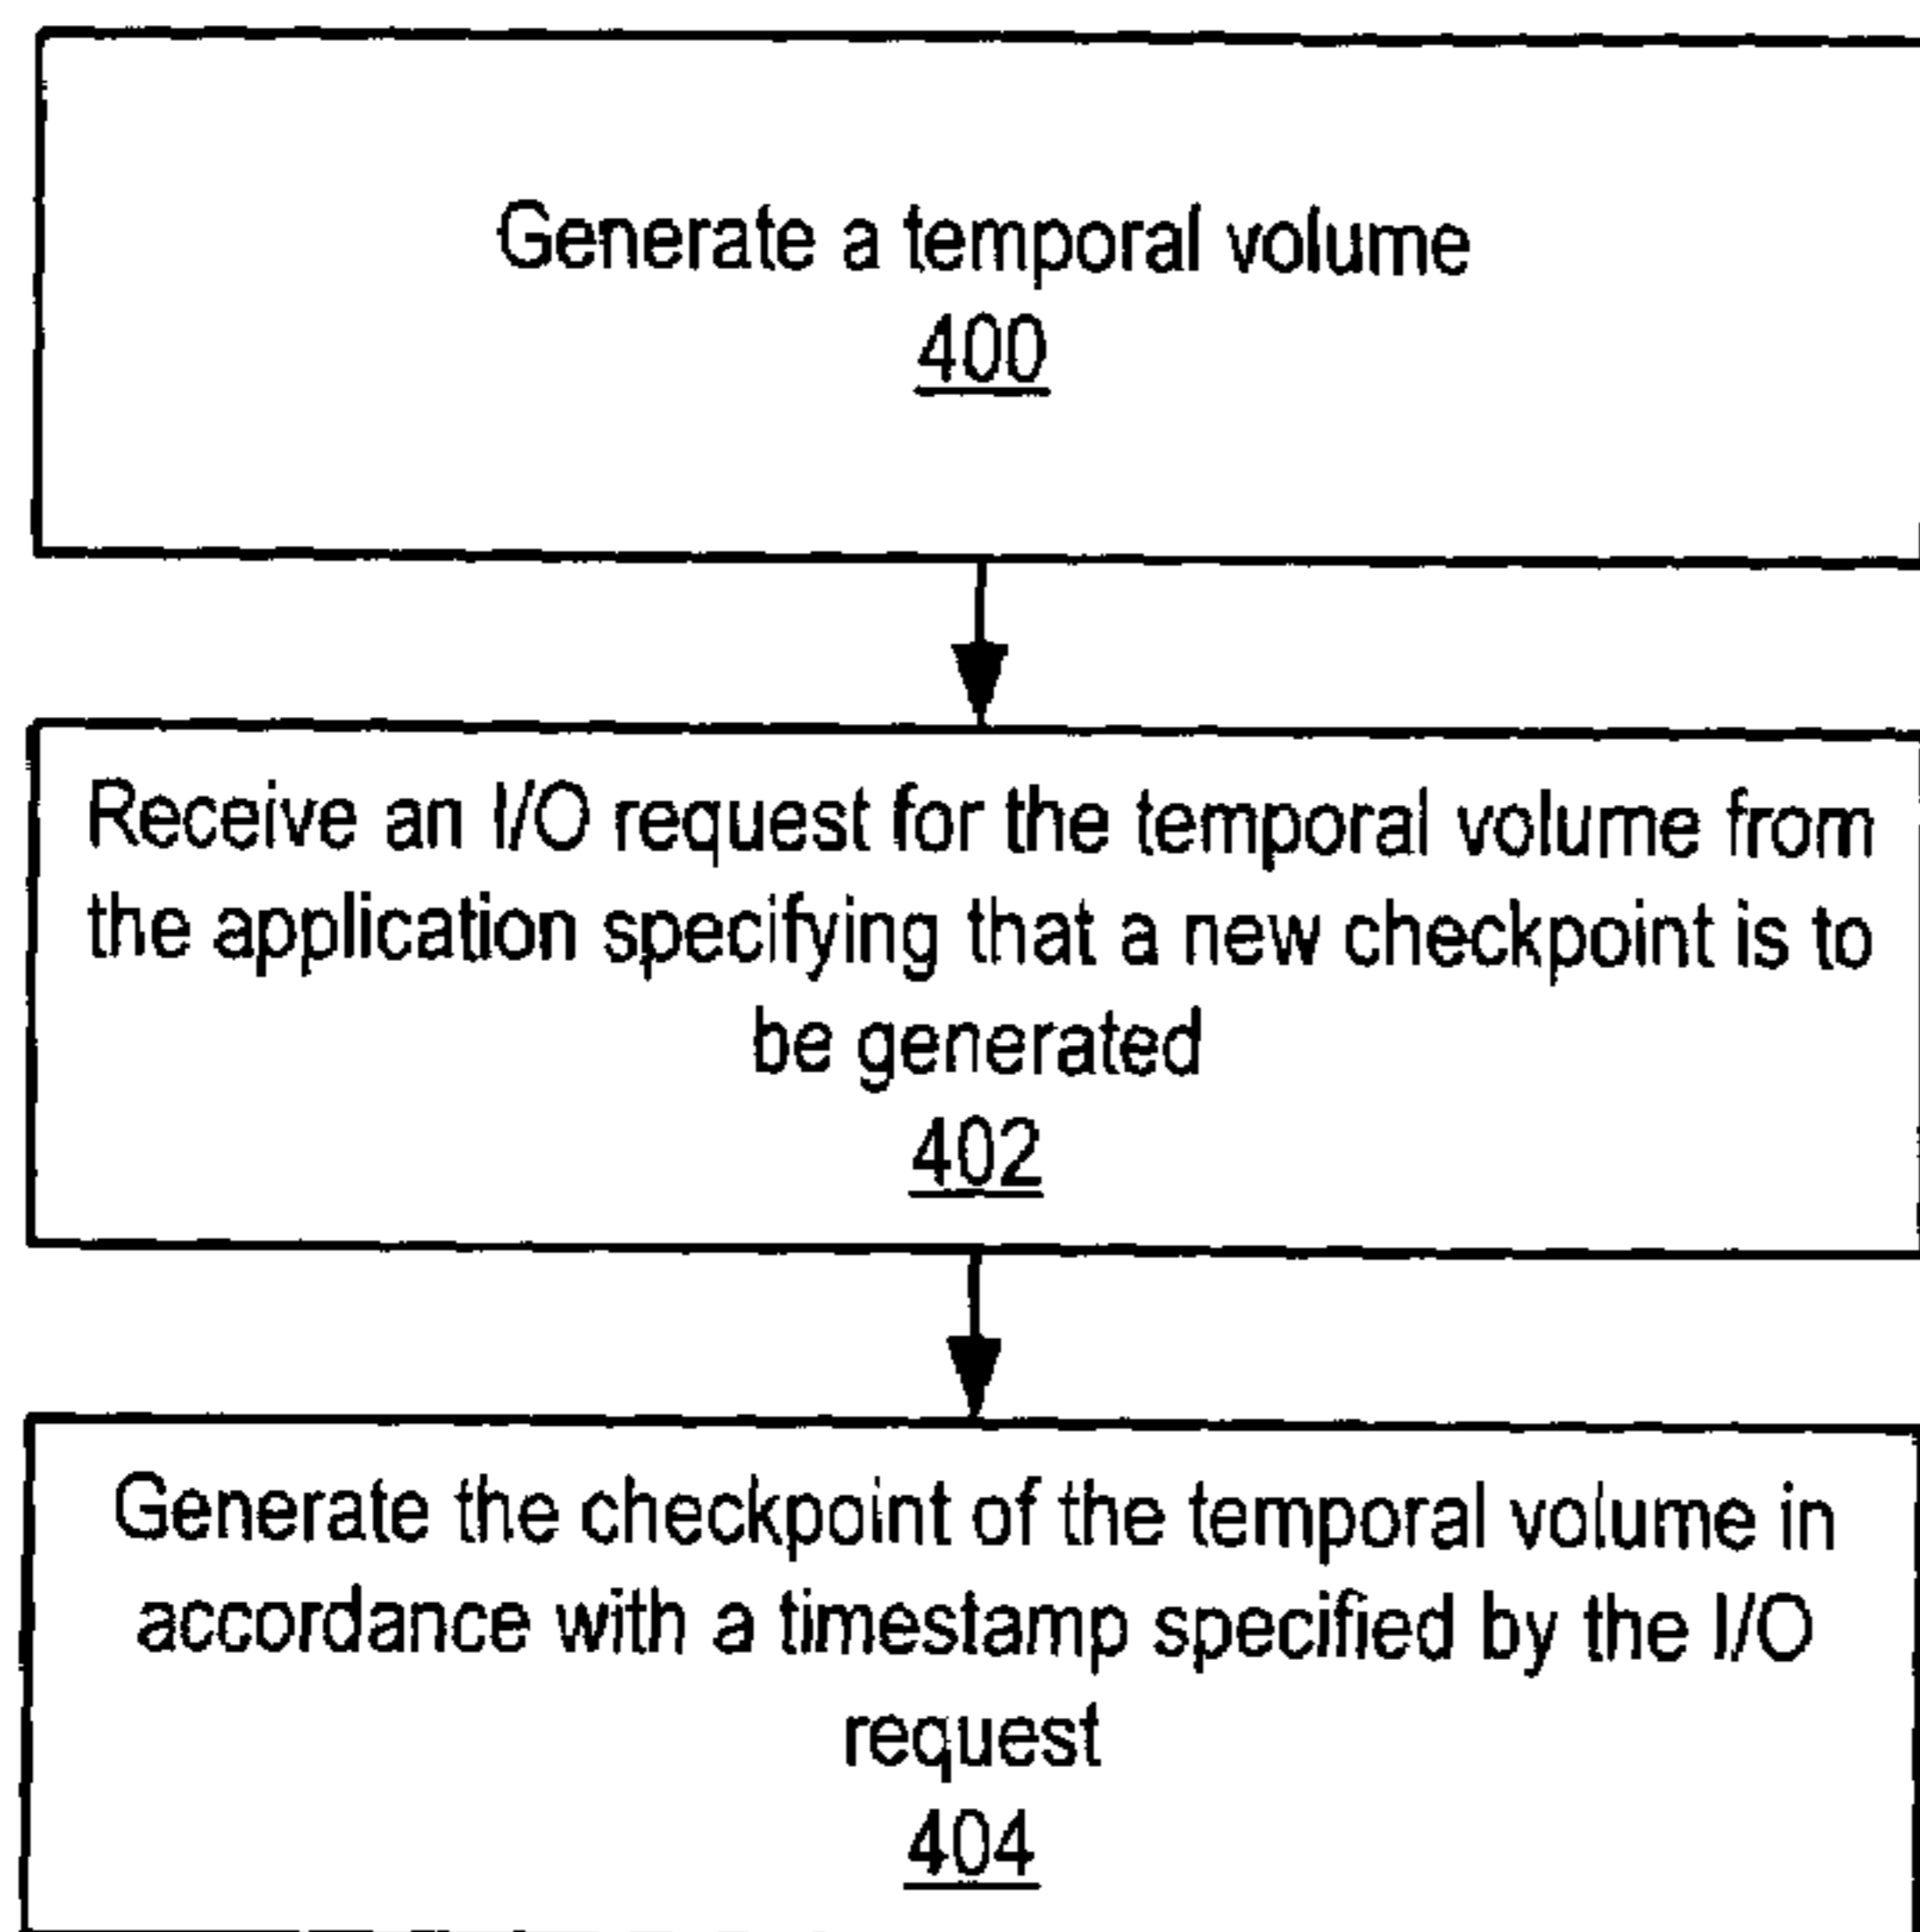 Generate a temporal volume
400
Receive an I/O request for the temporal volume from
the application specifying that a new checkpoint is to
be generated
402
Generate the checkpoint of the temporal volume in
accordance with a timestamp specified by the I/O
request
404